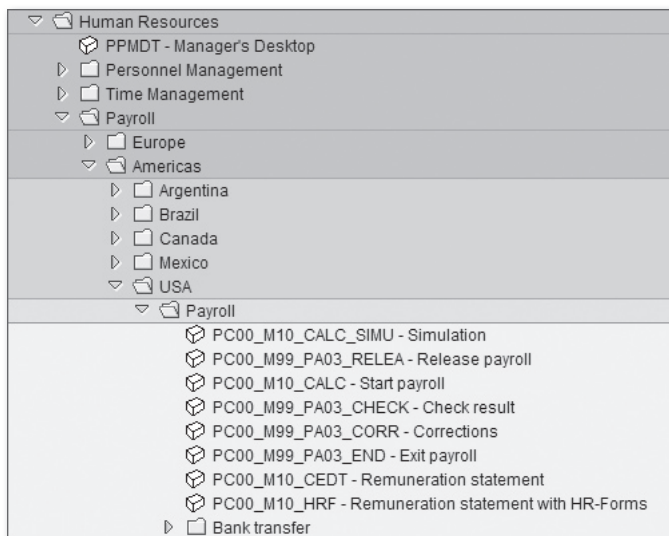 Human Resources
PPMDT - Manager's Desktop
Personnel Management
Time Management
Payroll
Europe
Americas
Argentina
Brazil
Canada
Mexico
USA
Payroll
PC00_M10_CALC_SIMU - Simulation
PC00_M99_PA03_RELEA - Release payroll
PC00_M10_CALC - Start payroll
PC00_M99_PA03_CHECK - Check result
PC00_M99_PA03_CORR - Corrections
PC00_M99_PA03_END - Exit payroll
PC00_M10_CEDT - Remuneration statement
PC00_M10_HRF - Remuneration statement with HR-Forms
Bank transfer